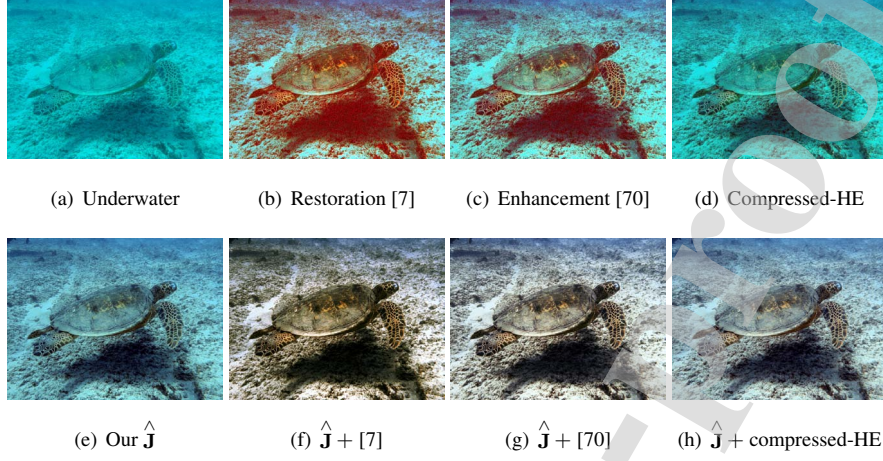 (a) Underwater
(b) Restoration [7]
(c) Enhancement [70]
(d) Compressed-HE
(e) Our Ĵ
(f) Ĵ + [7]
(g) Ĵ + [70]
(h) Ĵ + compressed-HE